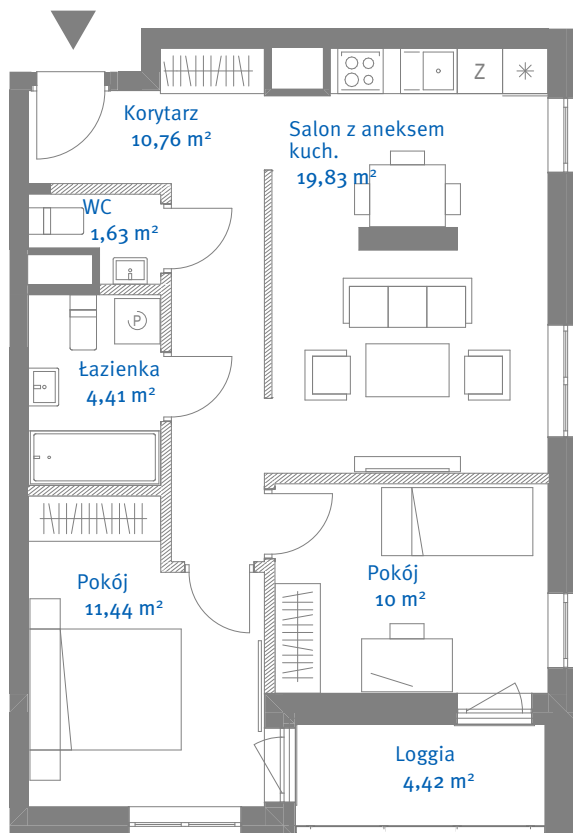 Korytarz
10,76 m²
Salon z aneksem
kuch.
19,83 m²
Z
WC
1,63 m²
P
Łazienka
4,41 m²
Pokój
11,44 m²
Pokój
10 m²
Loggia
4,42 m²